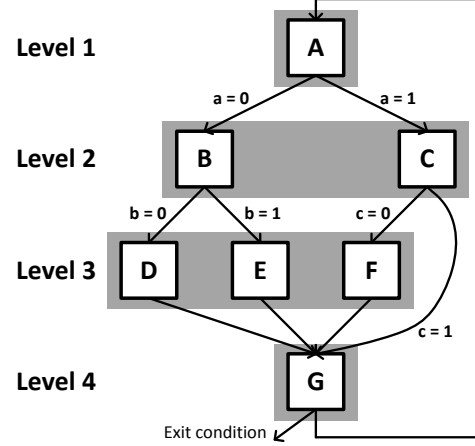 Level 1
A
a = 0
a = 1
Level 2
B
C
b = 0
b = 1
c = 0
Level 3
D
E
F
c = 1
Level 4
G
Exit condition